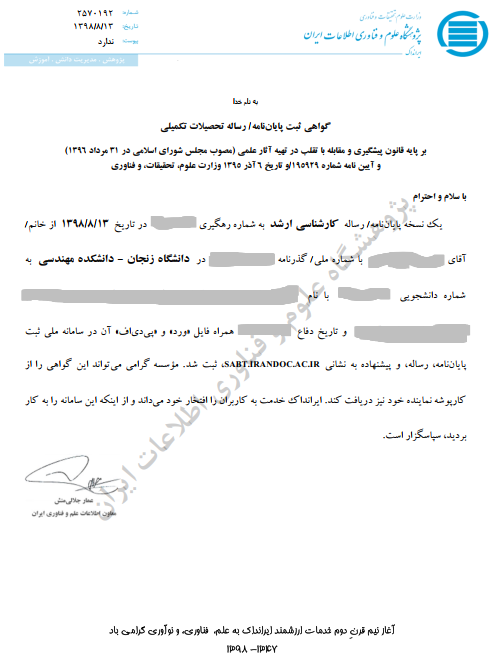 وزارت علوم تحقیقات و فناوری
پژوهشگاه علوم و فناوری اطلاعات ایران
ایرانداک
شماره: ۲۵۷۰۱۹۲
تاریخ: ۱۳۹۸/۸/۱۳
پیوست: ندارد
پژوهش . مدیریت دانش . آموزش
به نام خدا
گواهی ثبت پایان‌نامه/ رساله تحصیلات تکمیلی
بر پایه قانون پیشگیری و مقابله با تقلب در تهیه آثار علمی (مصوب مجلس شورای اسلامی در ۳۱ مرداد ۱۳۹۶)
و آیین نامه شماره ۱۹۵۹۲۹/و تاریخ ۶ آذر ۱۳۹۵ وزارت علوم، تحقیقات، و فناوری
با سلام و احترام
یک نسخه پایان‌نامه/ رساله کارشناسی ارشد به شماره رهگیری در تاریخ ۱۳۹۸/۸/۱۳ از خانم/
آقای با شماره ملی/ گذرنامه در دانشگاه زنجان - دانشکده مهندسی به
شماره دانشجویی با نام
و تاریخ دفاع همراه فایل «ورد» و «پی‌دی‌اف» آن در سامانه ملی ثبت
پایان‌نامه، رساله، و پیشنهاده به نشانی SABT.IRANDOC.AC.IR، ثبت شد. مؤسسه گرامی می‌تواند این گواهی را از
کارپوشه نماینده خود نیز دریافت کند. ایرانداک خدمت به کاربران را افتخار خود می‌داند و از اینکه این سامانه را به کار
بردید، سپاسگزار است.
پژوهشگاه علوم و فناوری اطلاعات ایران
عمار جلالی‌منش
معاون اطلاعات علم و فناوری ایران
آغاز نیم قرن دوم خدمات ارزشمند ایرانداک به علم، فناوری، و نوآوری گرامی باد
۱۳۴۷-۱۳۹۸